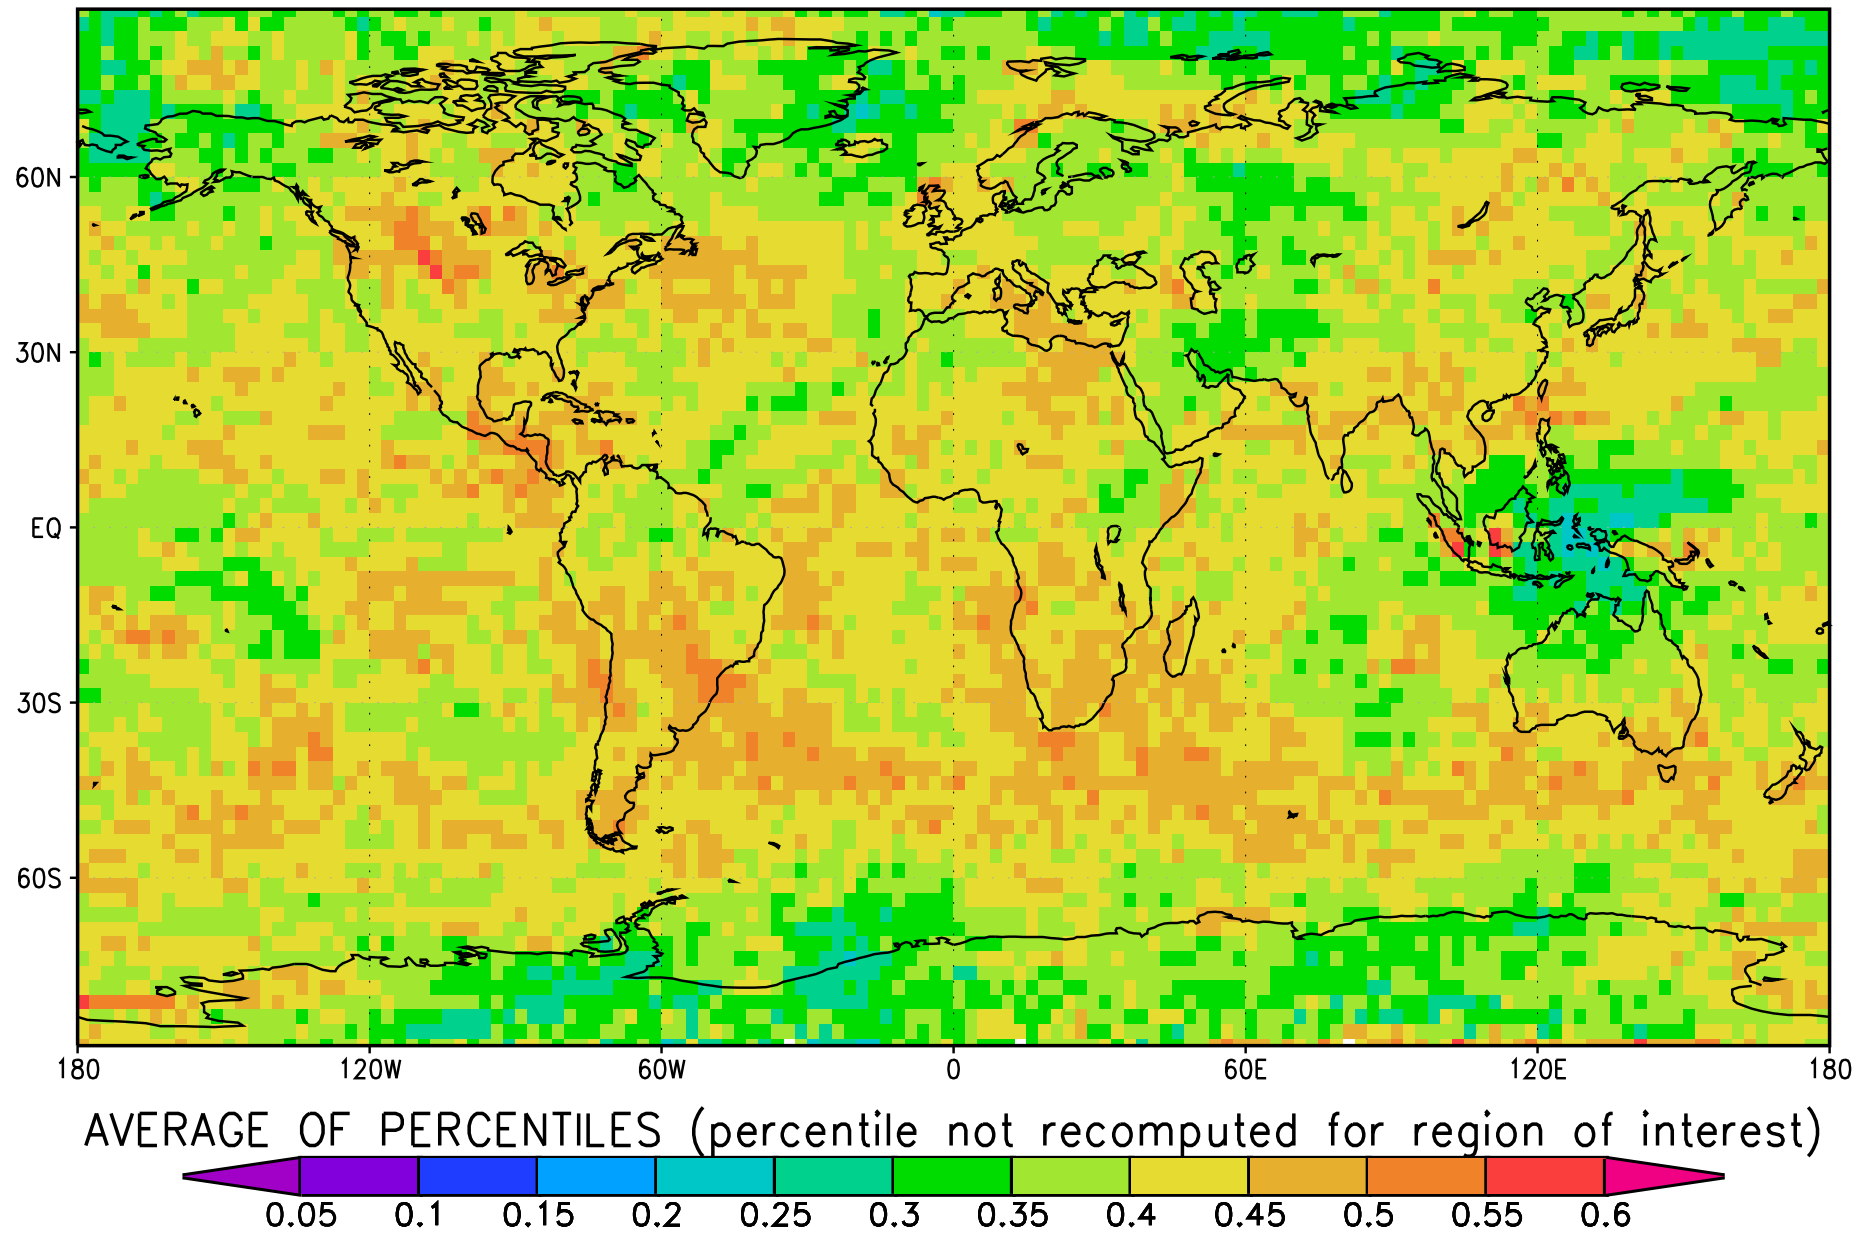 60N
30N
EQ
30S
60S
180 120W 60W 0 60E 120E 180
AVERAGE OF PERCENTILES (percentile not recomputed for region of interest)
0.05 0.1 0.15 0.2 0.25 0.3 0.35 0.4 0.45 0.5 0.55 0.6